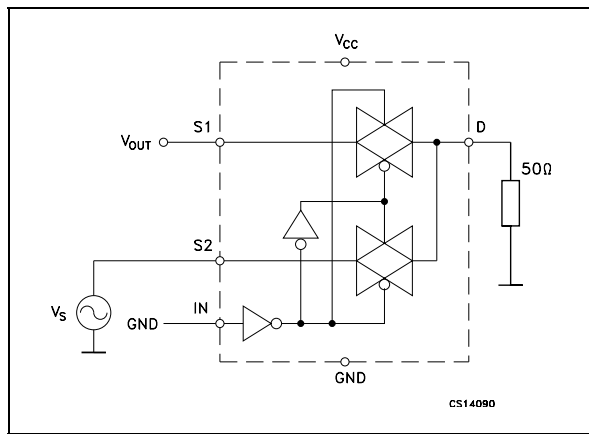 VCC
S1
D
VOUT
50Ω
S2
VS
IN
GND
GND
CS14090